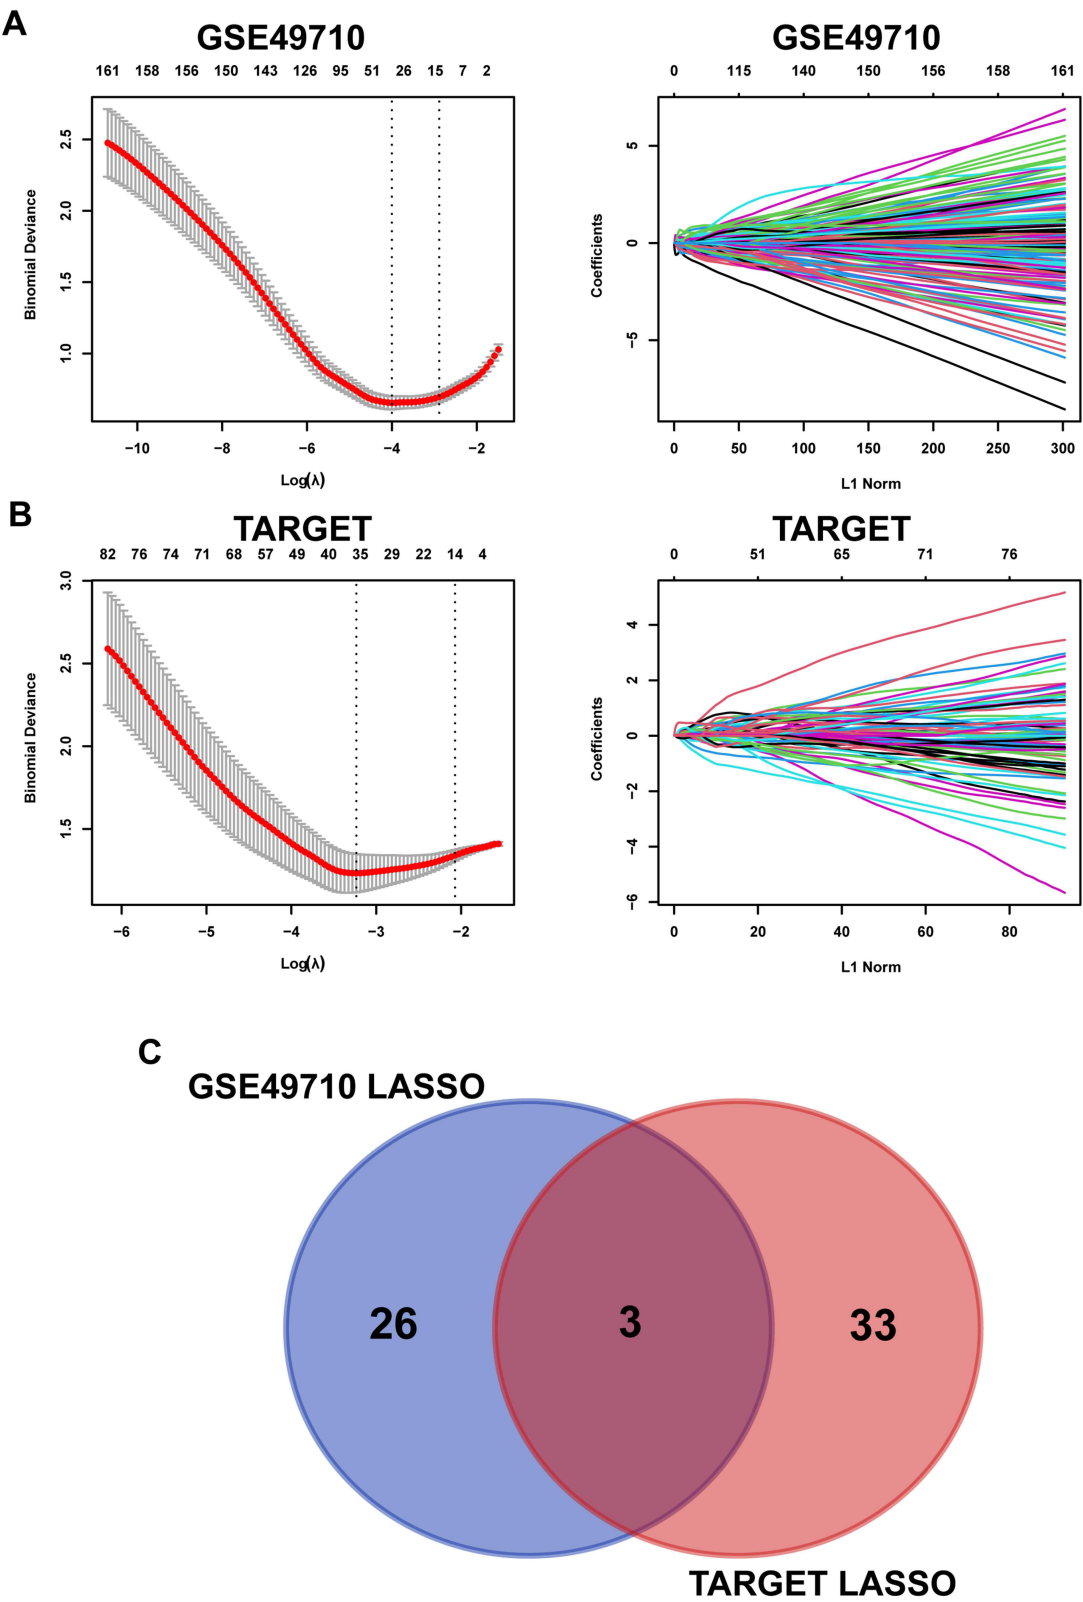 A
GSE49710
161 158 156 150 143 126 95 51 26 15 7 2
Binomial Deviance
2.5
2.0
1.5
1.0
−10 −8 −6 −4 −2
Log(λ)
GSE49710
0 115 140 150 156 158 161
Coefficients
5
0
−5
0 50 100 150 200 250 300
L1 Norm
B
TARGET
82 76 74 71 68 57 49 40 35 29 22 14 4
Binomial Deviance
3.0
2.5
2.0
1.5
−6 −5 −4 −3 −2
Log(λ)
TARGET
0 51 65 71 76
Coefficients
4
2
0
−2
−4
−6
0 20 40 60 80
L1 Norm
C
GSE49710 LASSO
26 3 33
TARGET LASSO